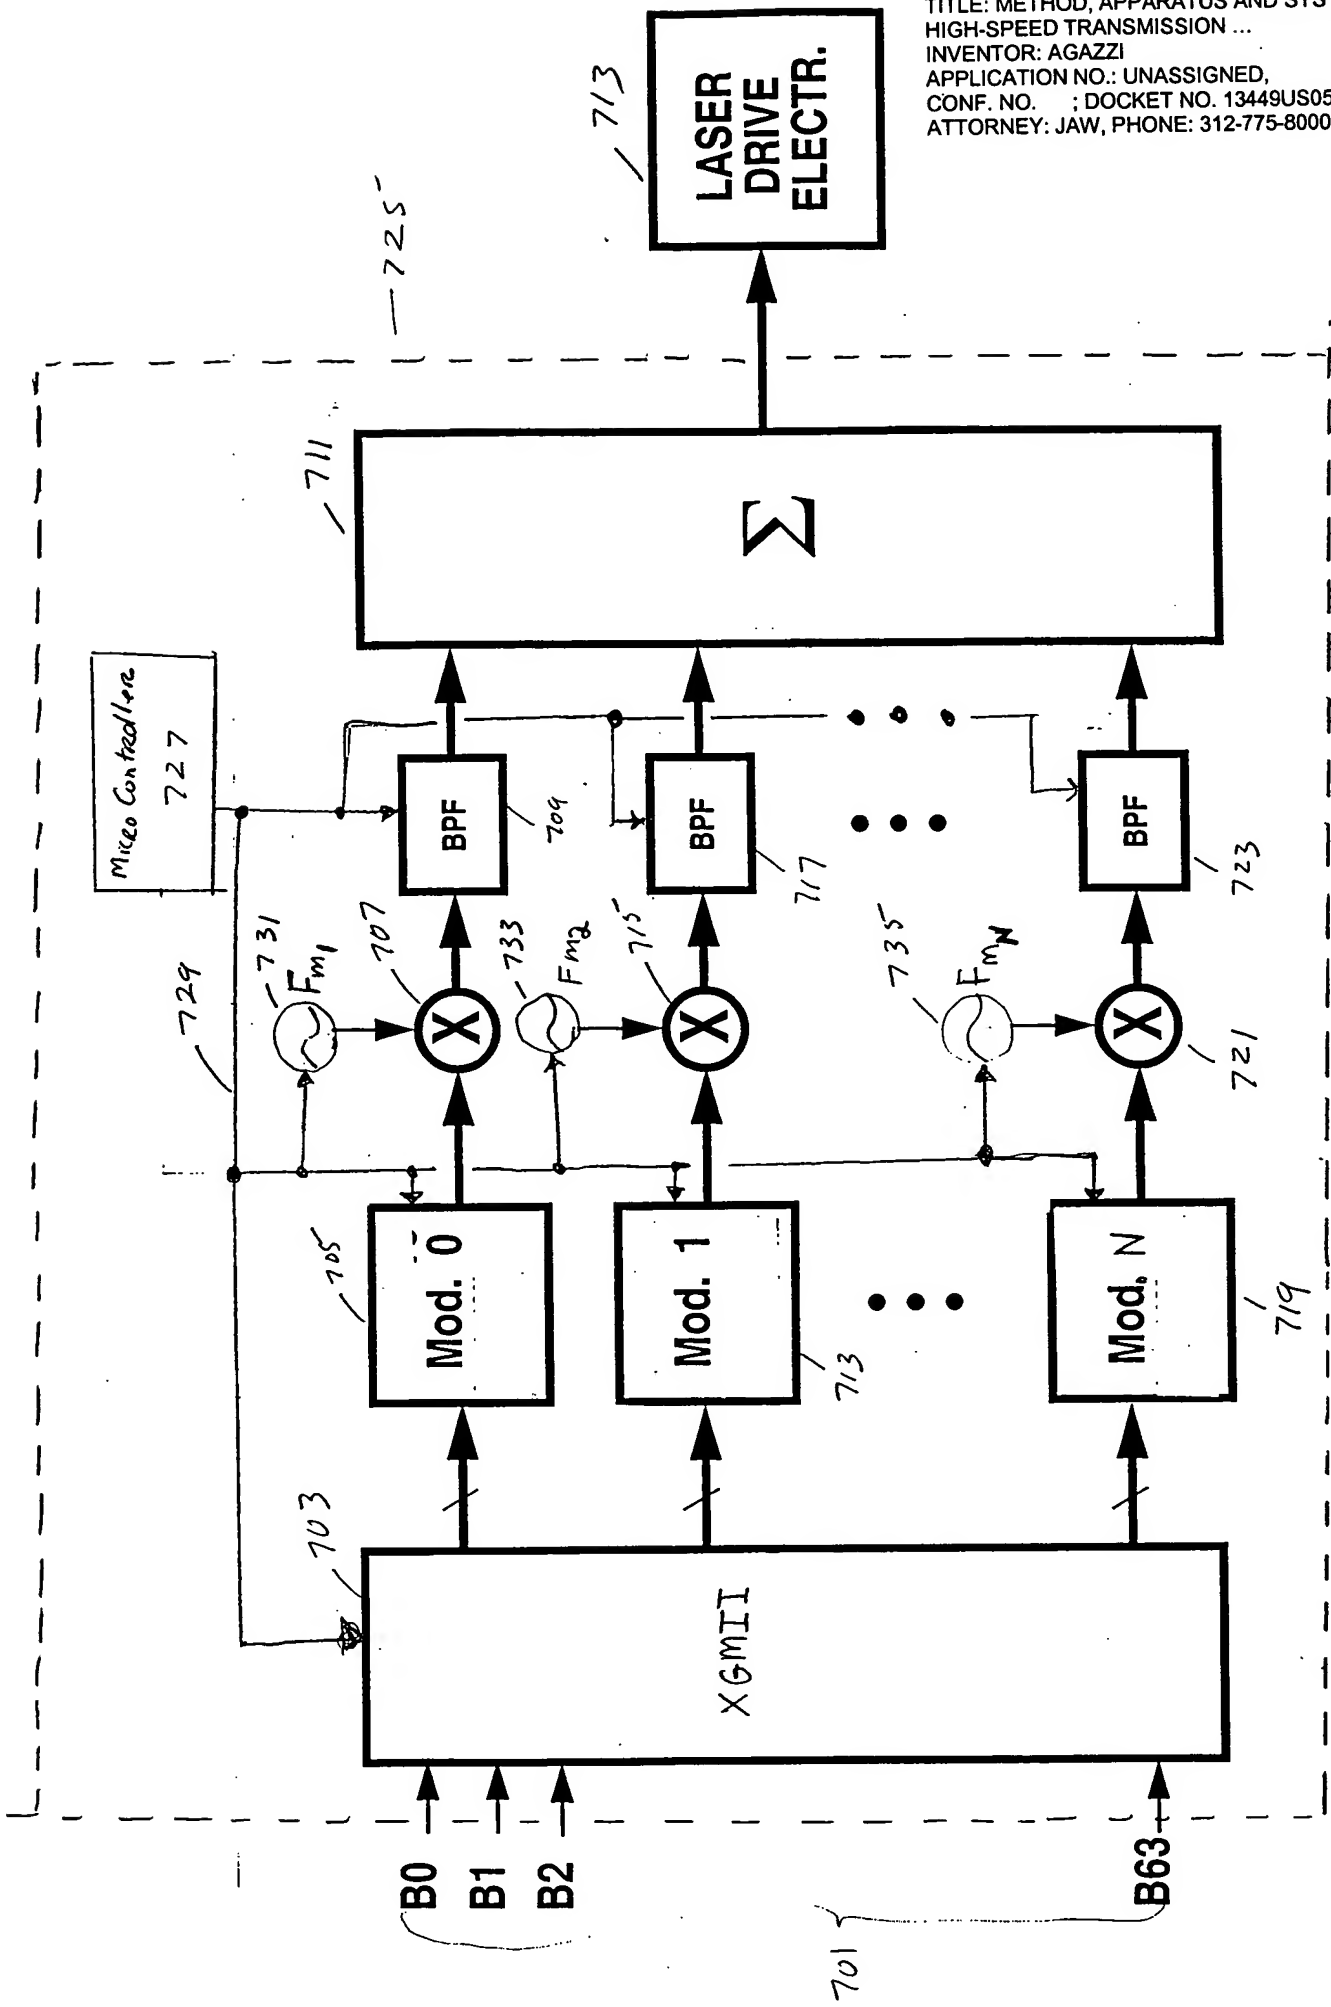 TITLE: METHOD, APPARATUS AND SYS
HIGH-SPEED TRANSMISSION ...
INVENTOR: AGAZZI
APPLICATION NO.: UNASSIGNED,
CONF. NO. ; DOCKET NO. 13449US05
ATTORNEY: JAW, PHONE: 312-775-8000
701
B0
B1
B2
B63
703
XGMII
725
Micro Controller
727
729
705
Mod. 0
731
Fm1
707
X
BPF
709
713
Mod. 1
733
Fm2
715
X
BPF
717
719
Mod. N
735
FmN
721
X
BPF
723
711
Σ
713
LASER
DRIVE
ELECTR.